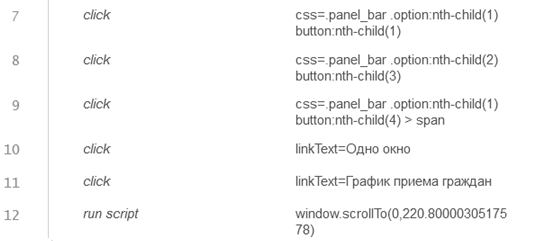 7 click css=.panel_bar .option:nth-child(1)
button:nth-child(1)
8 click css=.panel_bar .option:nth-child(2)
button:nth-child(3)
9 click css=.panel_bar .option:nth-child(1)
button:nth-child(4) > span
10 click linkText=Одно окно
11 click linkText=График приема граждан
12 run script window.scrollTo(0,220.80000305175
78)